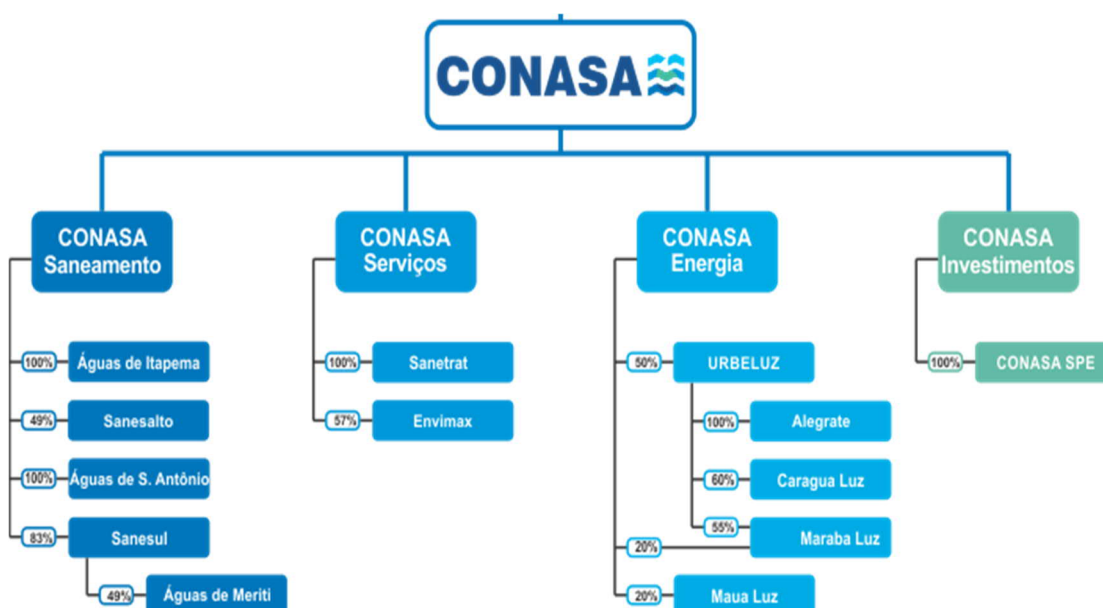 CONASA
CONASA
Saneamento
100%
Águas de Itapema
49%
Sanesalto
100%
Águas de S. Antônio
83%
Sanesul
49%
Águas de Meriti
CONASA
Serviços
100%
Sanetrat
57%
Envimax
CONASA
Energia
50%
URBELUZ
100%
Alegrate
60%
Caragua Luz
55%
Maraba Luz
20%
20%
Maua Luz
CONASA
Investimentos
100%
CONASA SPE